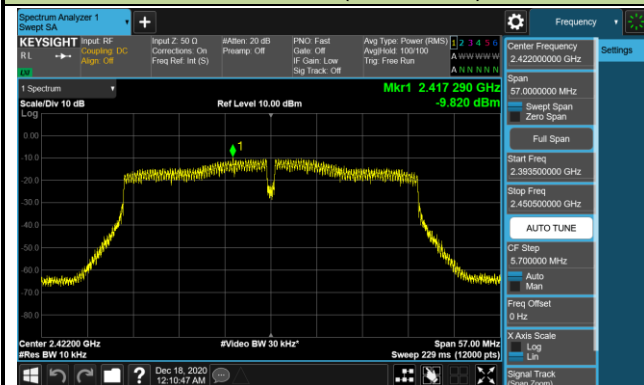 Spectrum Analyzer 1
Swept SA
Frequency
KEYSIGHT
RL
Input: RF
Coupling: DC
Align: Off
Input Z: 50 Ω
Corrections: On
Freq Ref: Int (S)
#Atten: 20 dB
Preamp: Off
PNO: Fast
Gate: Off
IF Gain: Low
Sig Track: Off
Avg Type: Power (RMS)
Avg|Hold: 100/100
Trig: Free Run
1 2 3 4 5 6
A W W W W W
A N N N N N
LM
1 Spectrum
Scale/Div 10 dB
Log
Ref Level 10.00 dBm
Mkr1 2.417 290 GHz
-9.820 dBm
1
0.00
-10.0
-20.0
-30.0
-40.0
-50.0
-60.0
-70.0
-80.0
Center 2.42200 GHz
#Res BW 10 kHz
#Video BW 30 kHz*
Span 57.00 MHz
Sweep 229 ms (12000 pts)
Dec 18, 2020
12:10:47 AM
Settings
Center Frequency
2.422000000 GHz
Span
57.0000000 MHz
Swept Span
Zero Span
Full Span
Start Freq
2.393500000 GHz
Stop Freq
2.450500000 GHz
AUTO TUNE
CF Step
5.700000 MHz
Auto
Man
Freq Offset
0 Hz
X Axis Scale
Log
Lin
Signal Track
(Span Zoom)